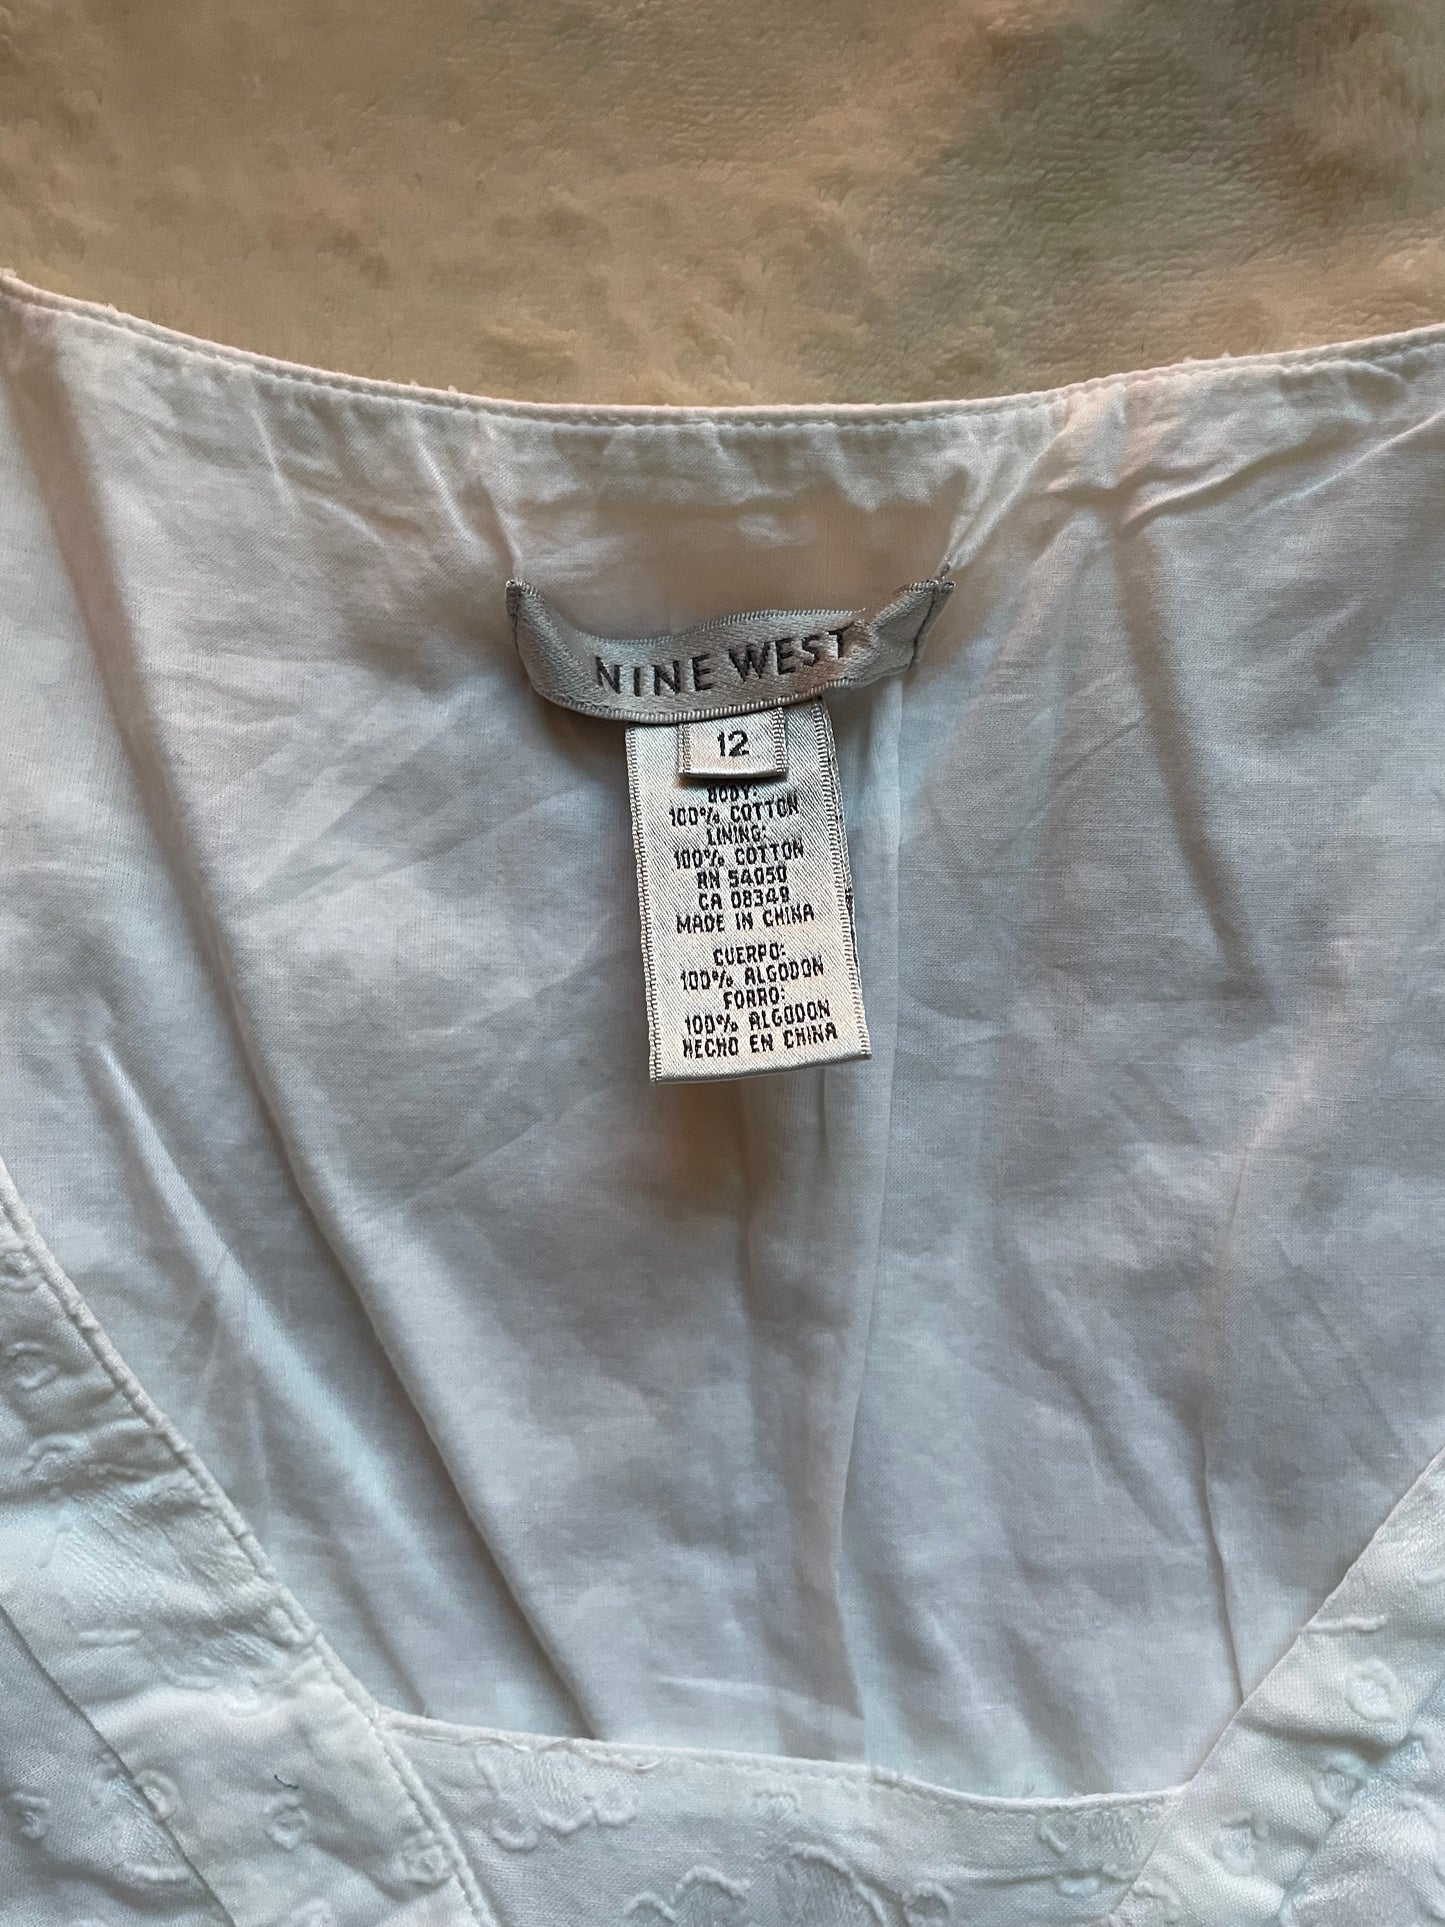 NINE WEST
12
BODY:
100% COTTON
LINING:
100% COTTON
RN 54050
CA 08349
MADE IN CHINA
CUERPO:
100% ALGODON
FORRO:
100% ALGODON
HECHO EN CHINA